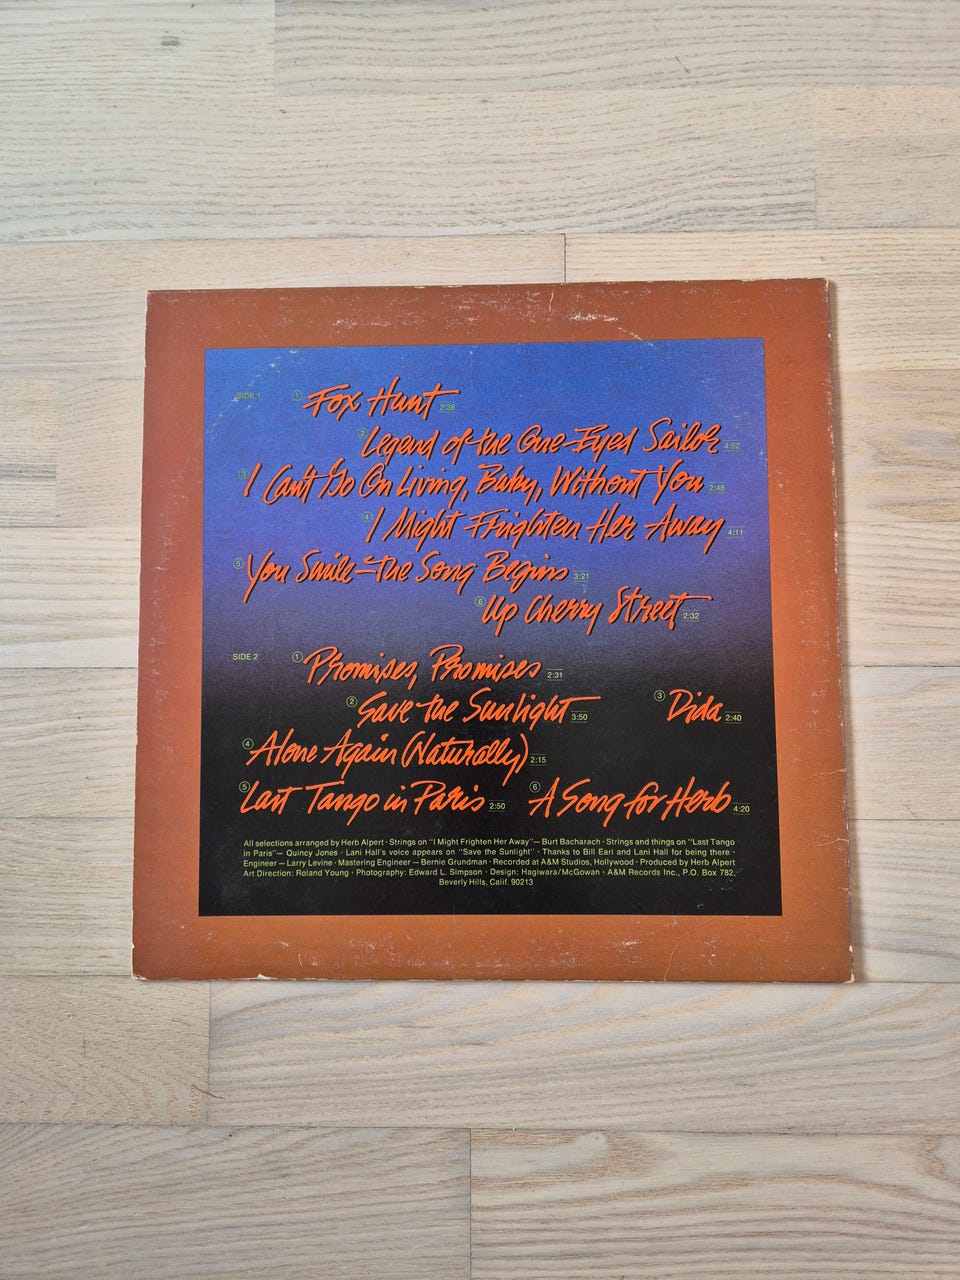 SIDE 1 ① Fox Hunt 2:38
② Legend of the One-Eyed Sailor 4:52
③ I Can't Go On Living, Baby, Without You 2:48
④ I Might Frighten Her Away 4:11
⑤ You Smile-The Song Begins 3:21
⑥ Up Cherry Street 2:32
SIDE 2 ① Promises, Promises 2:31
② Save the Sunlight 3:50 ③ Dida 2:40
④ Alone Again (Naturally) 2:15
⑤ Last Tango in Paris 2:50 ⑥ A Song for Herb 4:20
All selections arranged by Herb Alpert · Strings on "I Might Frighten Her Away"— Burt Bacharach · Strings and things on "Last Tango
in Paris"— Quincy Jones · Lani Hall's voice appears on "Save the Sunlight" · Thanks to Bill Earl and Lani Hall for being there ·
Engineer — Larry Levine · Mastering Engineer — Bernie Grundman · Recorded at A&M Studios, Hollywood · Produced by Herb Alpert
Art Direction: Roland Young · Photography: Edward L. Simpson · Design: Hagiwara/McGowan · A&M Records Inc., P.O. Box 782,
Beverly Hills, Calif. 90213